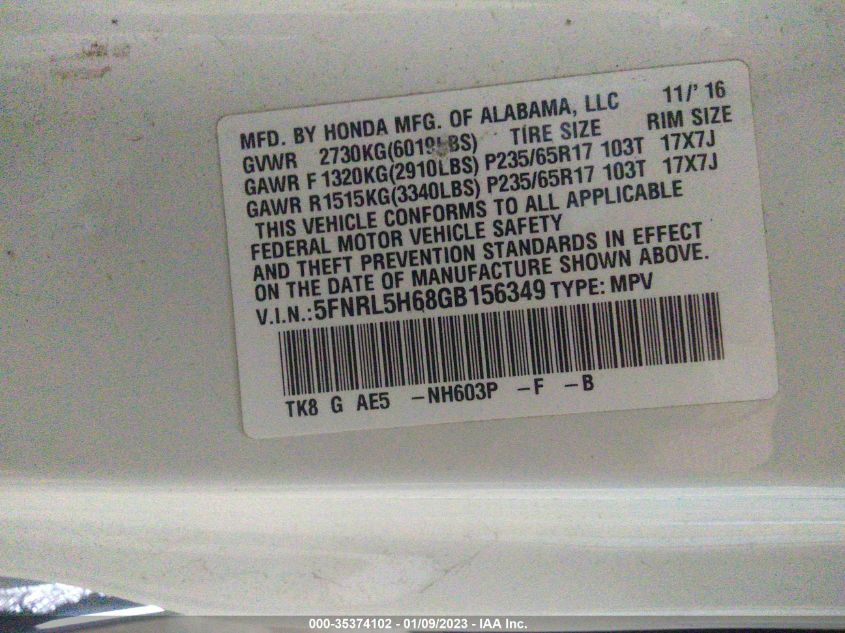 MFD. BY HONDA MFG. OF ALABAMA, LLC 11/' 16
GVWR 2730KG(6019LBS) TIRE SIZE RIM SIZE
GAWR F 1320KG(2910LBS) P235/65R17 103T 17X7J
GAWR R1515KG(3340LBS) P235/65R17 103T 17X7J
THIS VEHICLE CONFORMS TO ALL APPLICABLE
FEDERAL MOTOR VEHICLE SAFETY
AND THEFT PREVENTION STANDARDS IN EFFECT
ON THE DATE OF MANUFACTURE SHOWN ABOVE.
V.I.N.:5FNRL5H68GB156349 TYPE: MPV
TK8 G AE5 -NH603P -F -B
000-35374102 - 01/09/2023 - IAA Inc.